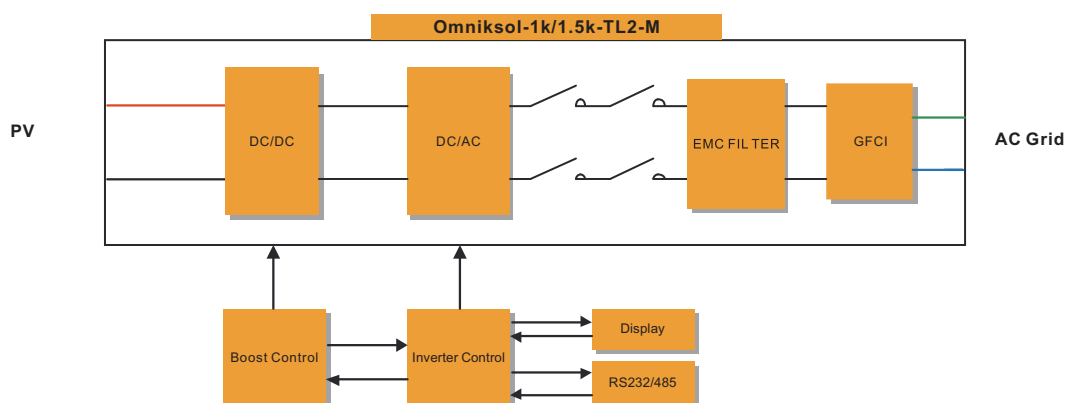 Omniksol-1k/1.5k-TL2-M
PV
DC/DC
DC/AC
EMC FILTER
GFCI
AC Grid
Boost Control
Inverter Control
Display
RS232/485